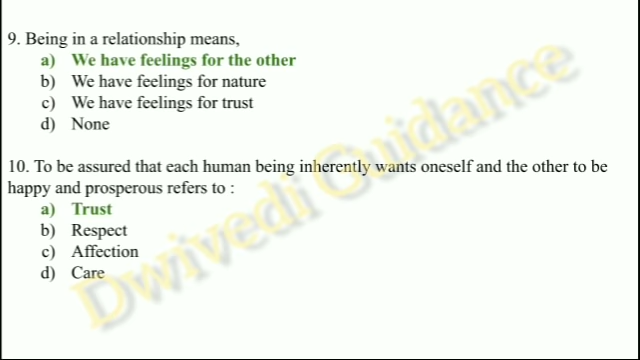 9. Being in a relationship means,
a) We have feelings for the other
b) We have feelings for nature
c) We have feelings for trust
d) None
10. To be assured that each human being inherently wants oneself and the other to be
happy and prosperous refers to :
a) Trust
b) Respect
c) Affection
d) Care
Dwivedi Guidance